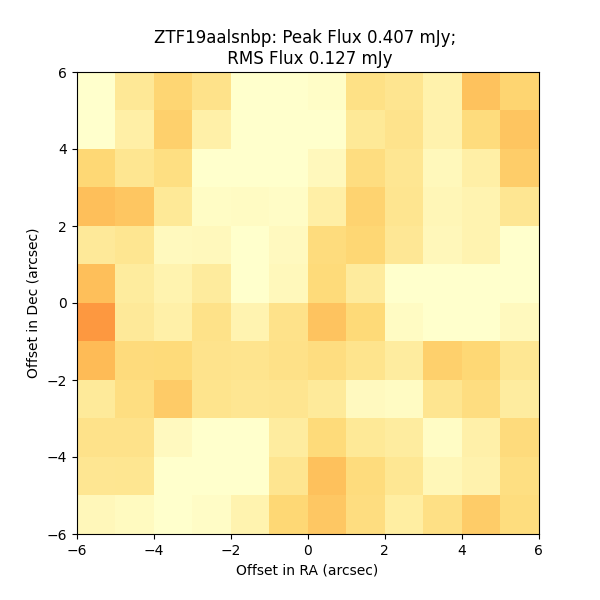 ZTF19aalsnbp: Peak Flux 0.407 mJy;
RMS Flux 0.127 mJy
6
4
2
0
−2
−4
−6
Offset in Dec (arcsec)
−6 −4 −2 0 2 4 6
Offset in RA (arcsec)